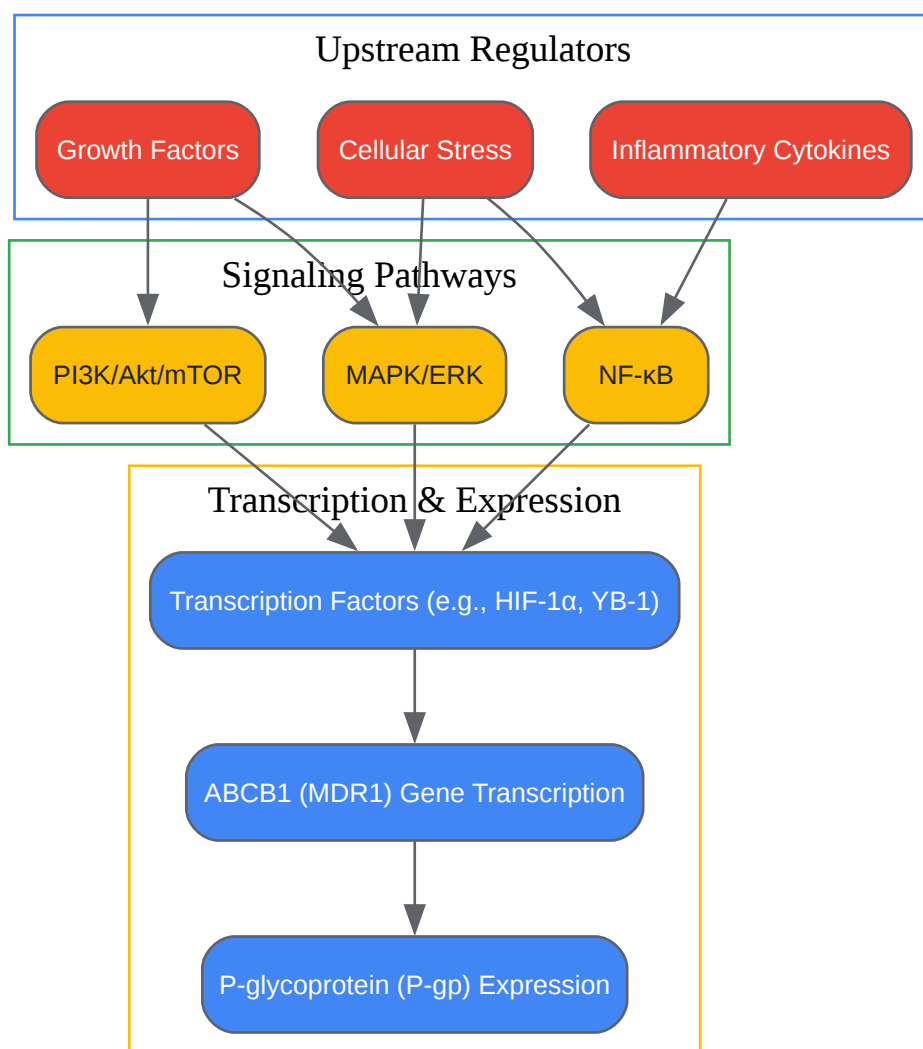 Upstream Regulators
Growth Factors
Cellular Stress
Inflammatory Cytokines
Signaling Pathways
PI3K/Akt/mTOR
MAPK/ERK
NF-κB
Transcription & Expression
Transcription Factors (e.g., HIF-1α, YB-1)
ABCB1 (MDR1) Gene Transcription
P-glycoprotein (P-gp) Expression